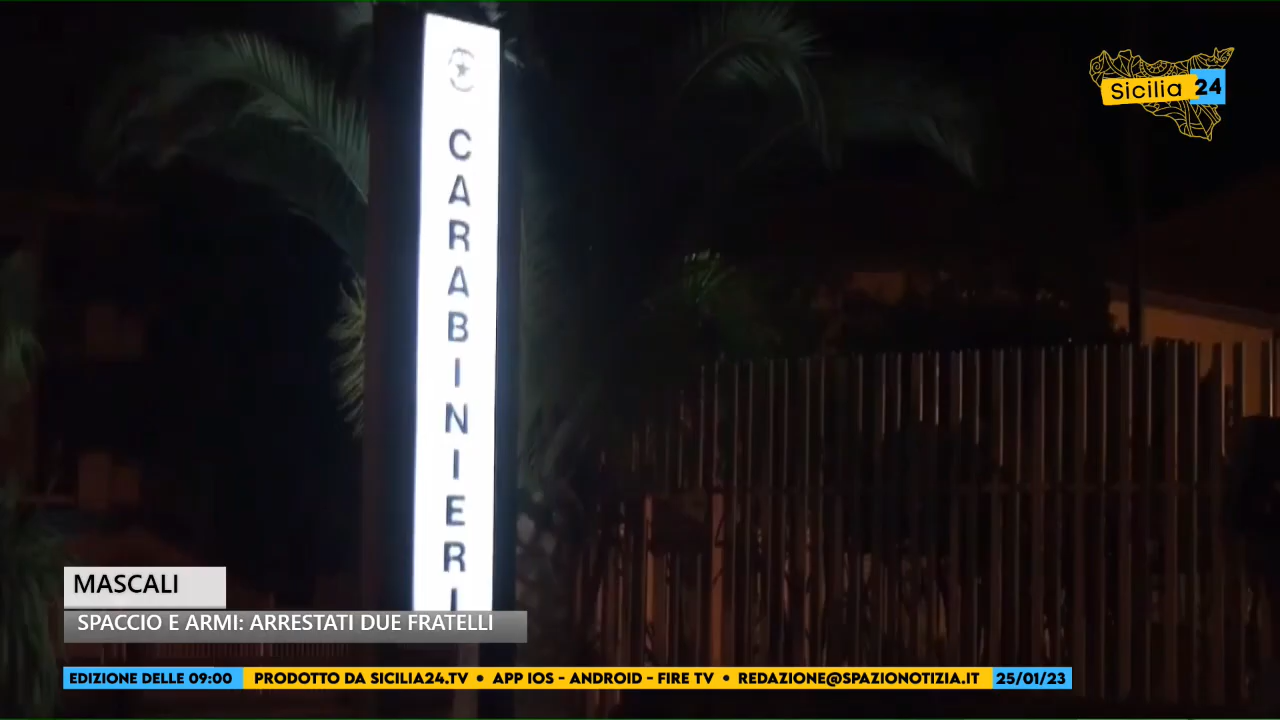 Sicilia 24
CARABINIERI
MASCALI
SPACCIO E ARMI: ARRESTATI DUE FRATELLI
EDIZIONE DELLE 09:00 PRODOTTO DA SICILIA24.TV • APP IOS - ANDROID - FIRE TV • REDAZIONE@SPAZIONOTIZIA.IT 25/01/23